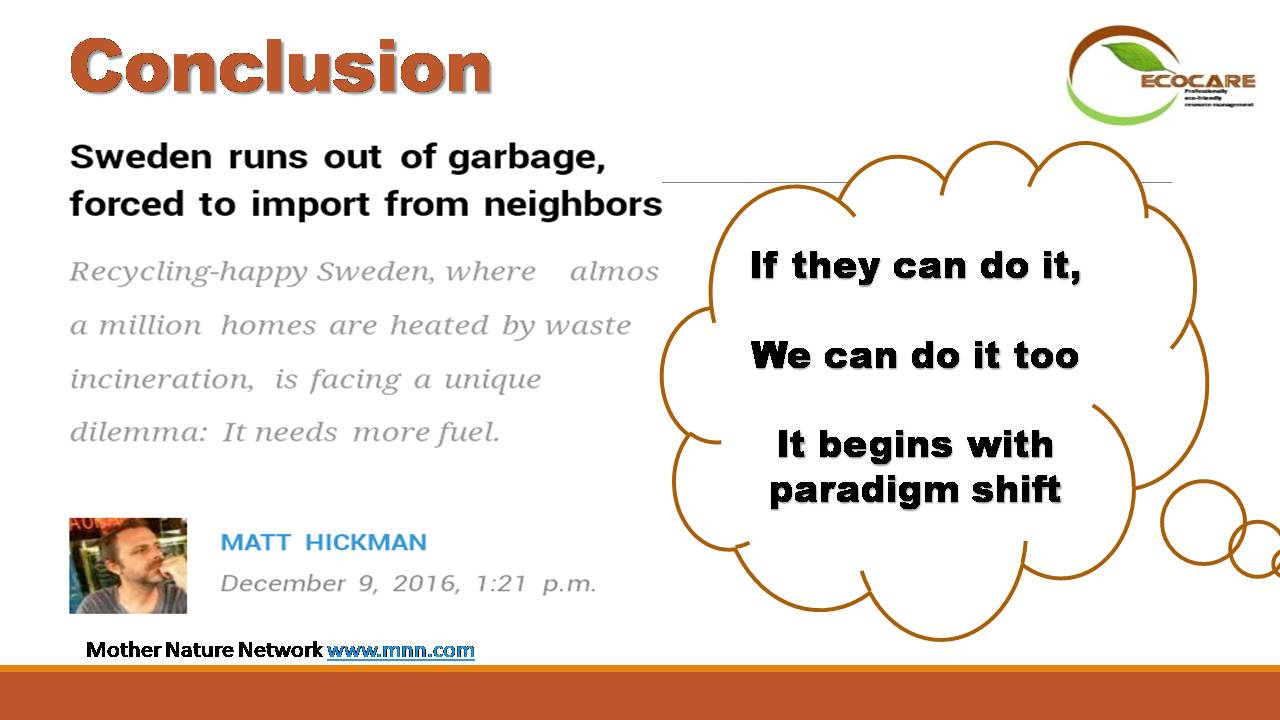 Conclusion
ECOCARE
Professionally
eco-friendly
resource management
Sweden runs out of garbage,
forced to import from neighbors
Recycling-happy Sweden, where almos
a million homes are heated by waste
incineration, is facing a unique
dilemma: It needs more fuel.
MATT HICKMAN
December 9, 2016, 1:21 p.m.
Mother Nature Network www.mnn.com
If they can do it,
We can do it too
It begins with
paradigm shift